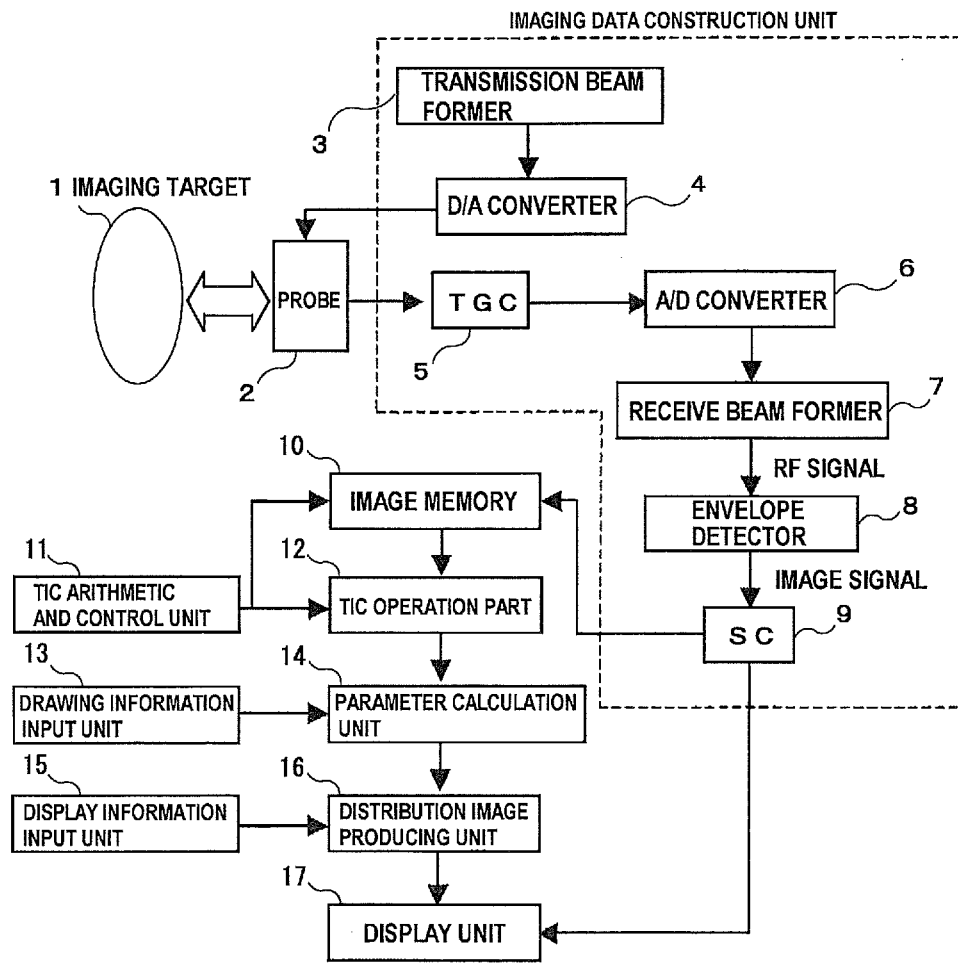 IMAGING DATA CONSTRUCTION UNIT
TRANSMISSION BEAM
FORMER
3
D/A CONVERTER
4
1 IMAGING TARGET
PROBE
2
T G C
5
A/D CONVERTER
6
RECEIVE BEAM FORMER
7
RF SIGNAL
ENVELOPE
DETECTOR
8
IMAGE SIGNAL
S C
9
10
IMAGE MEMORY
11
TIC ARITHMETIC
AND CONTROL UNIT
12
TIC OPERATION PART
13
DRAWING INFORMATION
INPUT UNIT
14
PARAMETER CALCULATION
UNIT
15
DISPLAY INFORMATION
INPUT UNIT
16
DISTRIBUTION IMAGE
PRODUCING UNIT
17
DISPLAY UNIT